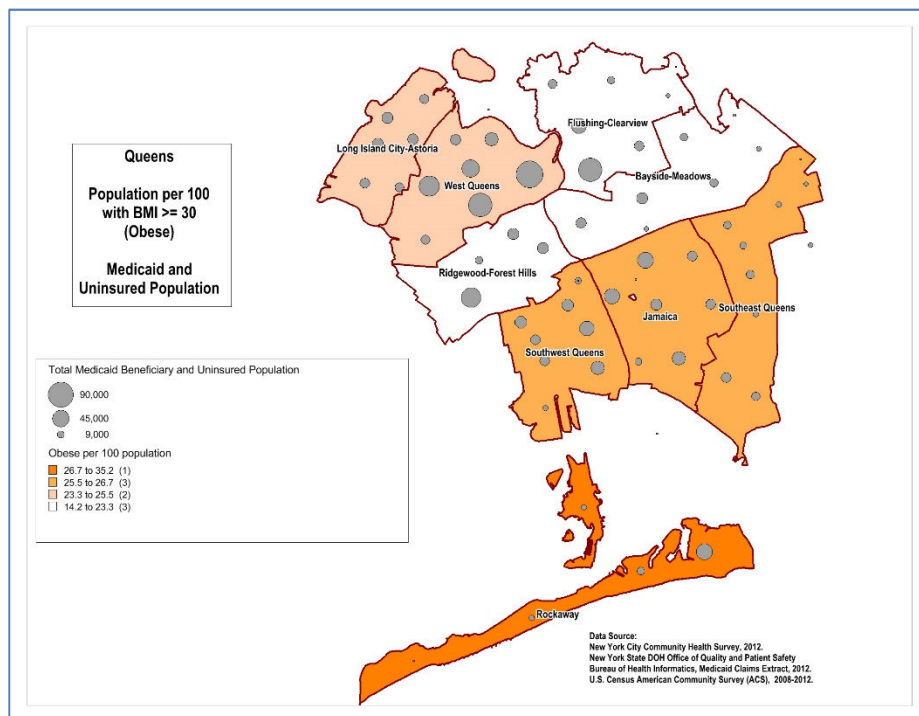 Queens
Population per 100
with BMI >= 30
(Obese)
Medicaid and
Uninsured Population
Flushing-Clearview
Long Island City-Astoria
Bayside-Meadows
West Queens
Ridgewood-Forest Hills
Southeast Queens
Jamaica
Southwest Queens
Total Medicaid Beneficiary and Uninsured Population
90,000
45,000
9,000
Obese per 100 population
26.7 to 35.2 (1)
25.5 to 26.7 (3)
23.3 to 25.5 (2)
14.2 to 23.3 (3)
Rockaway
Data Source:
New York City Community Health Survey, 2012.
New York State DOH Office of Quality and Patient Safety
Bureau of Health Informatics, Medicaid Claims Extract, 2012.
U.S. Census American Community Survey (ACS), 2008-2012.